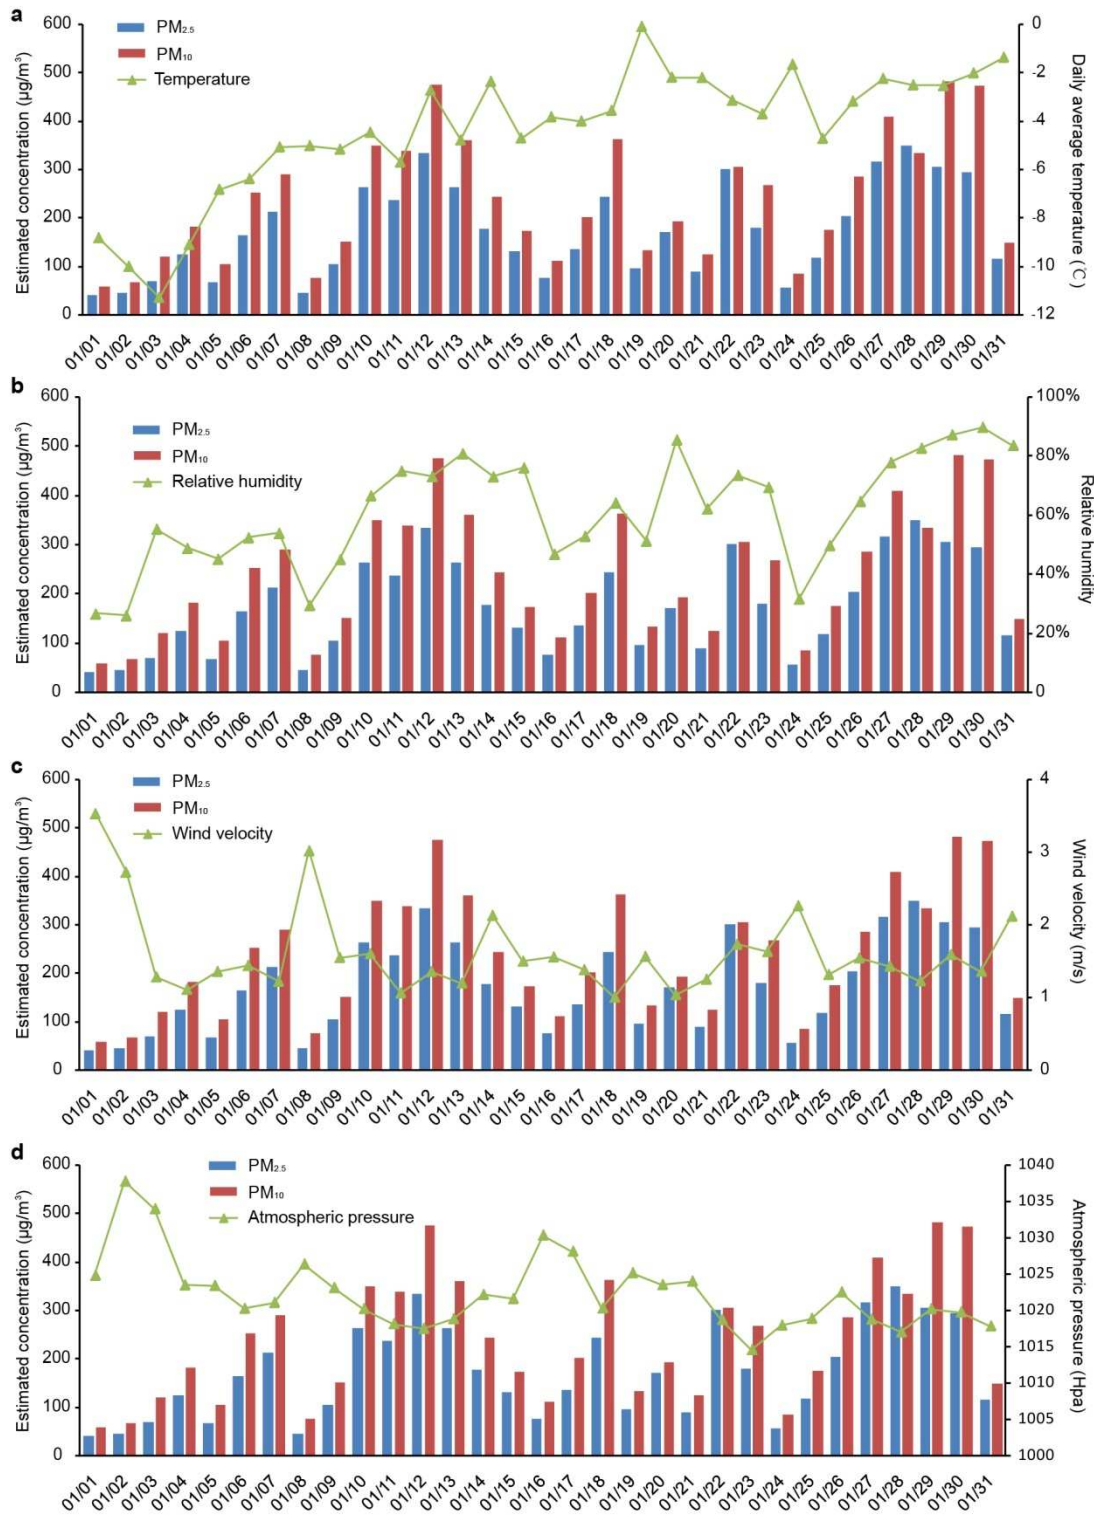 a
600
500
400
300
200
100
0
Estimated concentration (µg/m³)
PM₂.₅
PM₁₀
Temperature
0
-2
-4
-6
-8
-10
-12
Daily average temperature (℃)
01/01 01/02 01/03 01/04 01/05 01/06 01/07 01/08 01/09 01/10 01/11 01/12 01/13 01/14 01/15 01/16 01/17 01/18 01/19 01/20 01/21 01/22 01/23 01/24 01/25 01/26 01/27 01/28 01/29 01/30 01/31
b
600
500
400
300
200
100
0
Estimated concentration (µg/m³)
PM₂.₅
PM₁₀
Relative humidity
100%
80%
60%
40%
20%
0
Relative humidity
01/01 01/02 01/03 01/04 01/05 01/06 01/07 01/08 01/09 01/10 01/11 01/12 01/13 01/14 01/15 01/16 01/17 01/18 01/19 01/20 01/21 01/22 01/23 01/24 01/25 01/26 01/27 01/28 01/29 01/30 01/31
c
600
500
400
300
200
100
0
Estimated concentration (µg/m³)
PM₂.₅
PM₁₀
Wind velocity
4
3
2
1
0
Wind velocity (m/s)
01/01 01/02 01/03 01/04 01/05 01/06 01/07 01/08 01/09 01/10 01/11 01/12 01/13 01/14 01/15 01/16 01/17 01/18 01/19 01/20 01/21 01/22 01/23 01/24 01/25 01/26 01/27 01/28 01/29 01/30 01/31
d
600
500
400
300
200
100
0
Estimated concentration (µg/m³)
PM₂.₅
PM₁₀
Atmospheric pressure
1040
1035
1030
1025
1020
1015
1010
1005
1000
Atmospheric pressure (Hpa)
01/01 01/02 01/03 01/04 01/05 01/06 01/07 01/08 01/09 01/10 01/11 01/12 01/13 01/14 01/15 01/16 01/17 01/18 01/19 01/20 01/21 01/22 01/23 01/24 01/25 01/26 01/27 01/28 01/29 01/30 01/31